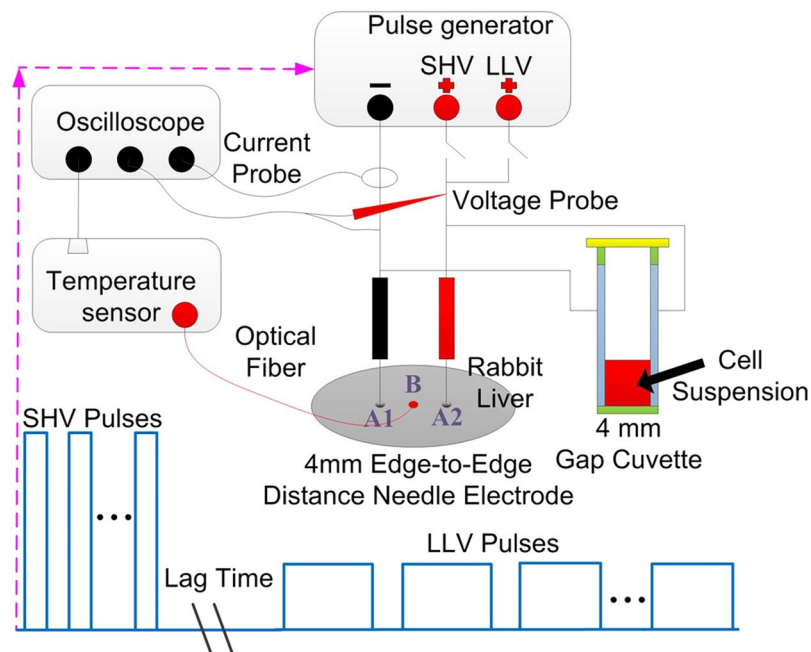 Pulse generator
SHV LLV
Oscilloscope
Current
Probe
Voltage Probe
Temperature
sensor
Optical
Fiber
Rabbit
Liver
B
A1 A2
Cell
Suspension
4 mm
Gap Cuvette
4mm Edge-to-Edge
Distance Needle Electrode
SHV Pulses
Lag Time
LLV Pulses